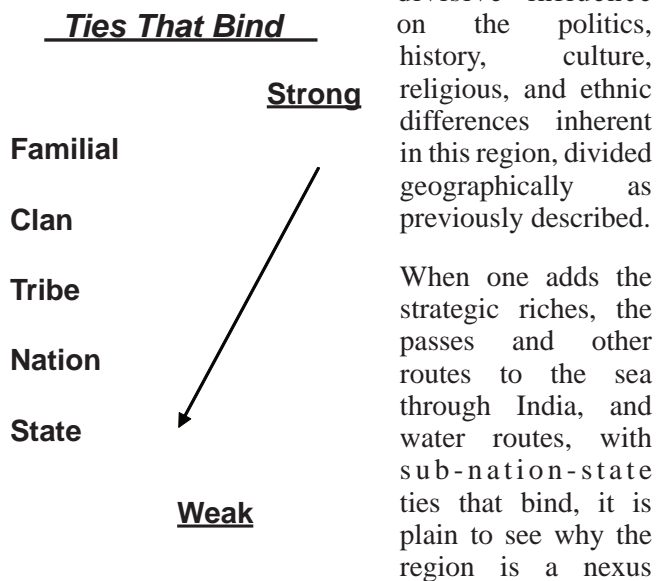 Ties That Bind
Strong
Familial
Clan
Tribe
Nation
State
Weak
on the politics,
history, culture,
religious, and ethnic
differences inherent
in this region, divided
geographically as
previously described.
When one adds the
strategic riches, the
passes and other
routes to the sea
through India, and
water routes, with
sub-nation-state
ties that bind, it is
plain to see why the
region is a nexus